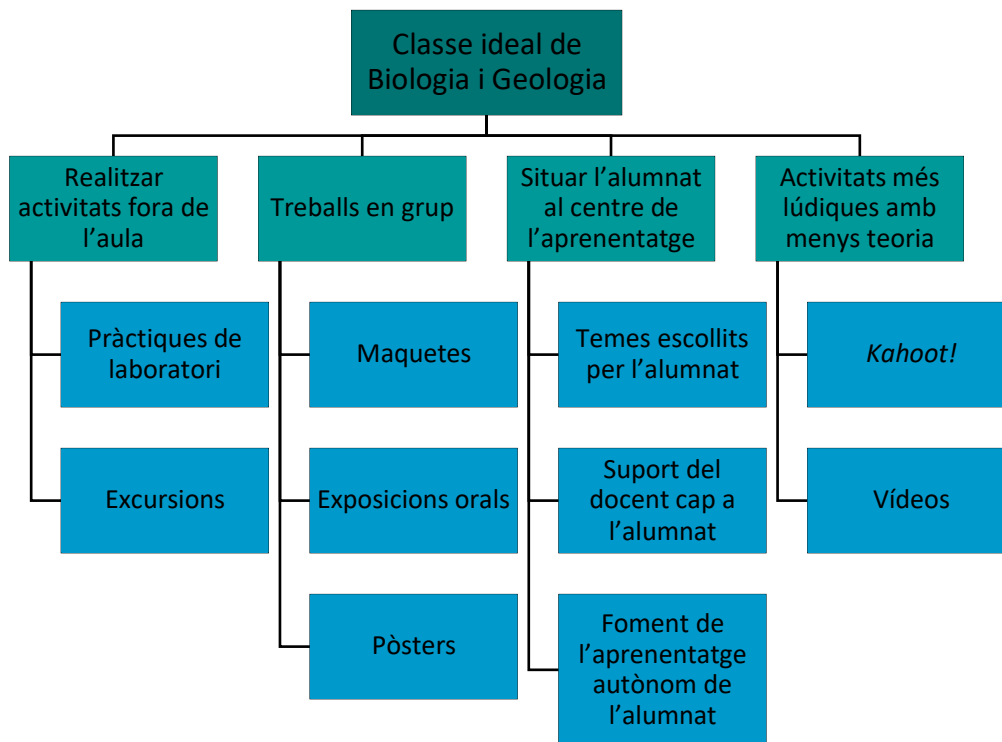 Classe ideal de
Biologia i Geologia
Realitzar
activitats fora de
l’aula
Treballs en grup
Situar l’alumnat
al centre de
l’aprenentatge
Activitats més
lúdiques amb
menys teoria
Pràctiques de
laboratori
Excursions
Maquetes
Exposicions orals
Pòsters
Temes escollits
per l’alumnat
Suport del
docent cap a
l’alumnat
Foment de
l’aprenentatge
autònom de
l’alumnat
Kahoot!
Vídeos